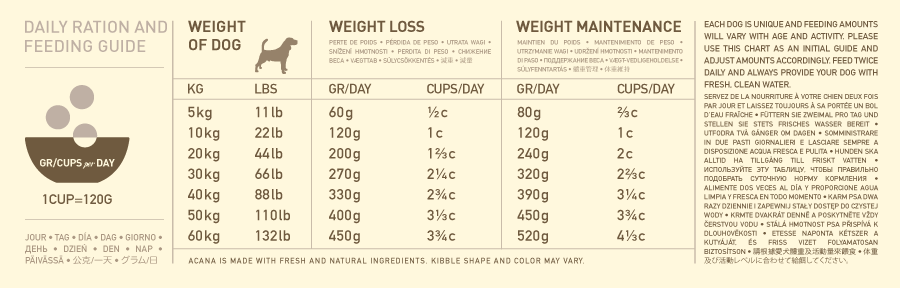 DAILY RATION AND
FEEDING GUIDE
GR/CUPS per DAY
1CUP=120G
JOUR • TAG • DÍA • DAG • GIORNO •
ДЕНЬ • DZIEŃ • DEN • NAP •
PÄIVÄSSÄ • 公克/一天 • グラム/日
WEIGHT
OF DOG
WEIGHT LOSS
PERTE DE POIDS • PÉRDIDA DE PESO • UTRATA WAGI •
SNÍŽENÍ HMOTNOSTI • PERDITA DI PESO • СНИЖЕНИЕ
ВЕСА • VÆGTTAB • SÚLYCSÖKKENTÉS • 減重 • 減量
WEIGHT MAINTENANCE
MAINTIEN DU POIDS • MANTENIMIENTO DE PESO •
UTRZYMANIE WAGI • UDRŽENÍ HMOTNOSTI • MANTENIMENTO
DI PESO • ПОДДЕРЖАНИЕ ВЕСА • VÆGT-VEDLIGEHOLDELSE •
SÚLYFENNTARTÁS • 體重管理 • 体重維持
KG LBS GR/DAY CUPS/DAY GR/DAY CUPS/DAY
5kg 11lb 60g ½c 80g ⅔c
10kg 22lb 120g 1c 120g 1c
20kg 44lb 200g 1⅔c 240g 2c
30kg 66lb 270g 2¼c 320g 2⅔c
40kg 88lb 330g 2¾c 390g 3¼c
50kg 110lb 400g 3⅓c 450g 3¾c
60kg 132lb 450g 3¾c 520g 4⅓c
ACANA IS MADE WITH FRESH AND NATURAL INGREDIENTS. KIBBLE SHAPE AND COLOR MAY VARY.
EACH DOG IS UNIQUE AND FEEDING AMOUNTS
WILL VARY WITH AGE AND ACTIVITY. PLEASE
USE THIS CHART AS AN INITIAL GUIDE AND
ADJUST AMOUNTS ACCORDINGLY. FEED TWICE
DAILY AND ALWAYS PROVIDE YOUR DOG WITH
FRESH, CLEAN WATER.
SERVEZ DE LA NOURRITURE À VOTRE CHIEN DEUX FOIS
PAR JOUR ET LAISSEZ TOUJOURS À SA PORTÉE UN BOL
D'EAU FRAÎCHE • FÜTTERN SIE ZWEIMAL PRO TAG UND
STELLEN SIE STETS FRISCHES WASSER BEREIT •
UTFODRA TVÅ GÅNGER OM DAGEN • SOMMINISTRARE
IN DUE PASTI GIORNALIERI E LASCIARE SEMPRE A
DISPOSIZIONE ACQUA FRESCA E PULITA • HUNDEN SKA
ALLTID HA TILLGÅNG TILL FRISKT VATTEN •
ИСПОЛЬЗУЙТЕ ЭТУ ТАБЛИЦУ. ЧТОБЫ ПРАВИЛЬНО
ПОДОБРАТЬ СУТОЧНУЮ НОРМУ КОРМЛЕНИЯ •
ALIMENTE DOS VECES AL DÍA Y PROPORCIONE AGUA
LIMPIA Y FRESCA EN TODO MOMENTO • KARM PSA DWA
RAZY DZIENNIE I ZAPEWNIJ STAŁY DOSTĘP DO CZYSTEJ
WODY • KRMTE DVAKRÁT DENNĚ A POSKYTNĚTE VŽDY
ČERSTVOU VODU • STÁLÁ HMOTNOST PSA PŘISPÍVÁ K
DLOUHOVĚKOSTI • ETESSE NAPONTA KÉTSZER A
KUTYÁJÁT. ÉS FRISS VIZET FOLYAMATOSAN
BIZTOSÍTSON • 請根據愛犬體重及活動量來餵食 • 体重
及び活動レベルに合わせて給餌してください。